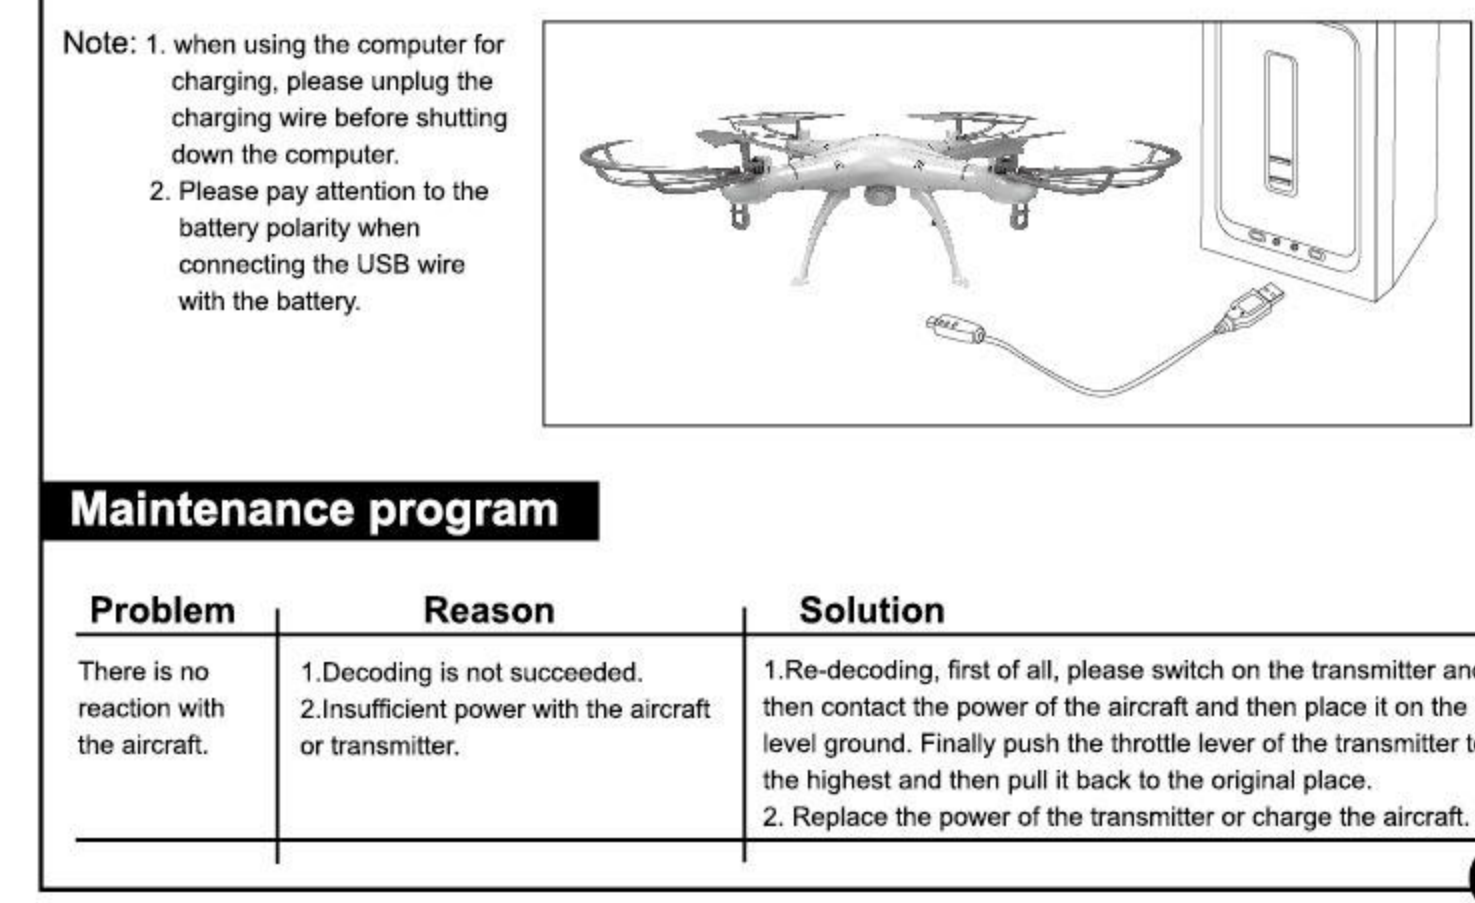 Note: 1. when using the computer for
charging, please unplug the
charging wire before shutting
down the computer.
2. Please pay attention to the
battery polarity when
connecting the USB wire
with the battery.
Maintenance program
Problem
Reason
Solution
There is no
reaction with
the aircraft.
1.Decoding is not succeeded.
2.Insufficient power with the aircraft
or transmitter.
1.Re-decoding, first of all, please switch on the transmitter and
then contact the power of the aircraft and then place it on the
level ground. Finally push the throttle lever of the transmitter to
the highest and then pull it back to the original place.
2. Replace the power of the transmitter or charge the aircraft.